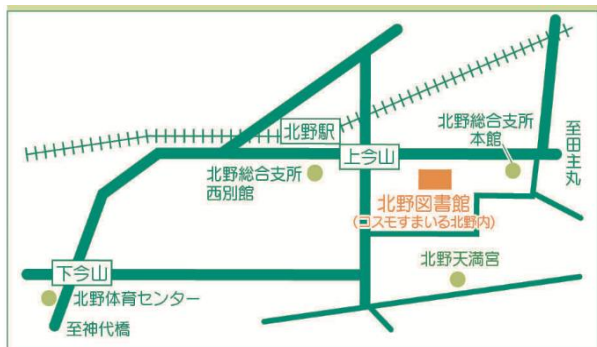 北野駅
上今山
北野総合支所
本館
至田主丸
北野総合支所
西別館
北野図書館
(コスモすまいる北野内)
北野天満宮
下今山
北野体育センター
至神代橋